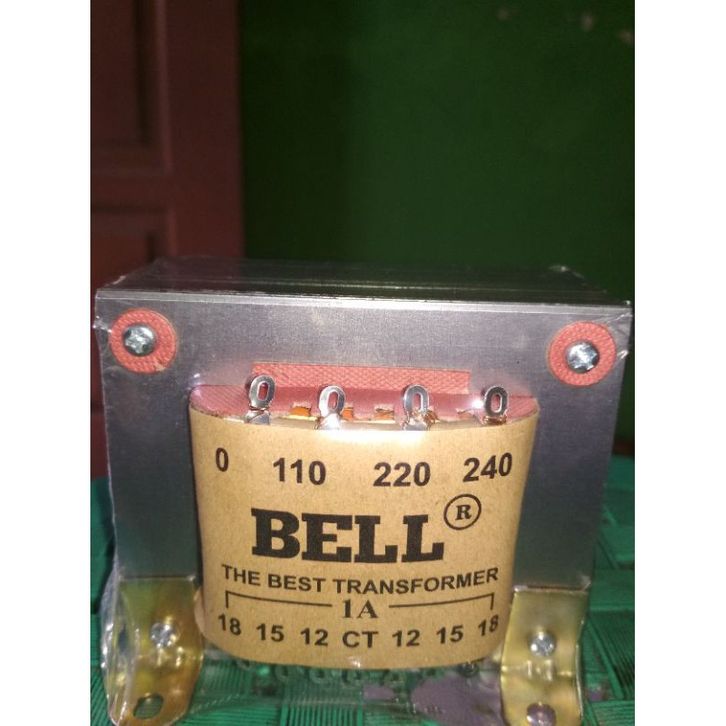 0 110 220 240
BELL ®
THE BEST TRANSFORMER
1A
18 15 12 CT 12 15 18